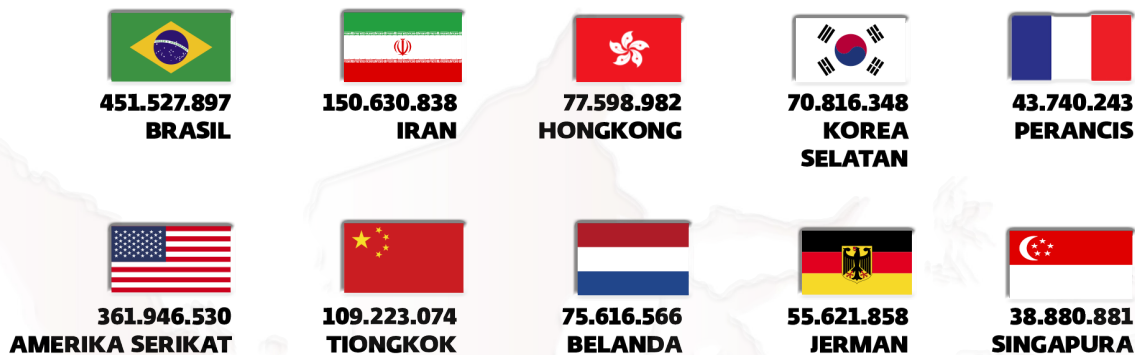 451.527.897
BRASIL
150.630.838
IRAN
77.598.982
HONGKONG
70.816.348
KOREA
SELATAN
43.740.243
PERANCIS
361.946.530
AMERIKA SERIKAT
109.223.074
TIONGKOK
75.616.566
BELANDA
55.621.858
JERMAN
38.880.881
SINGAPURA